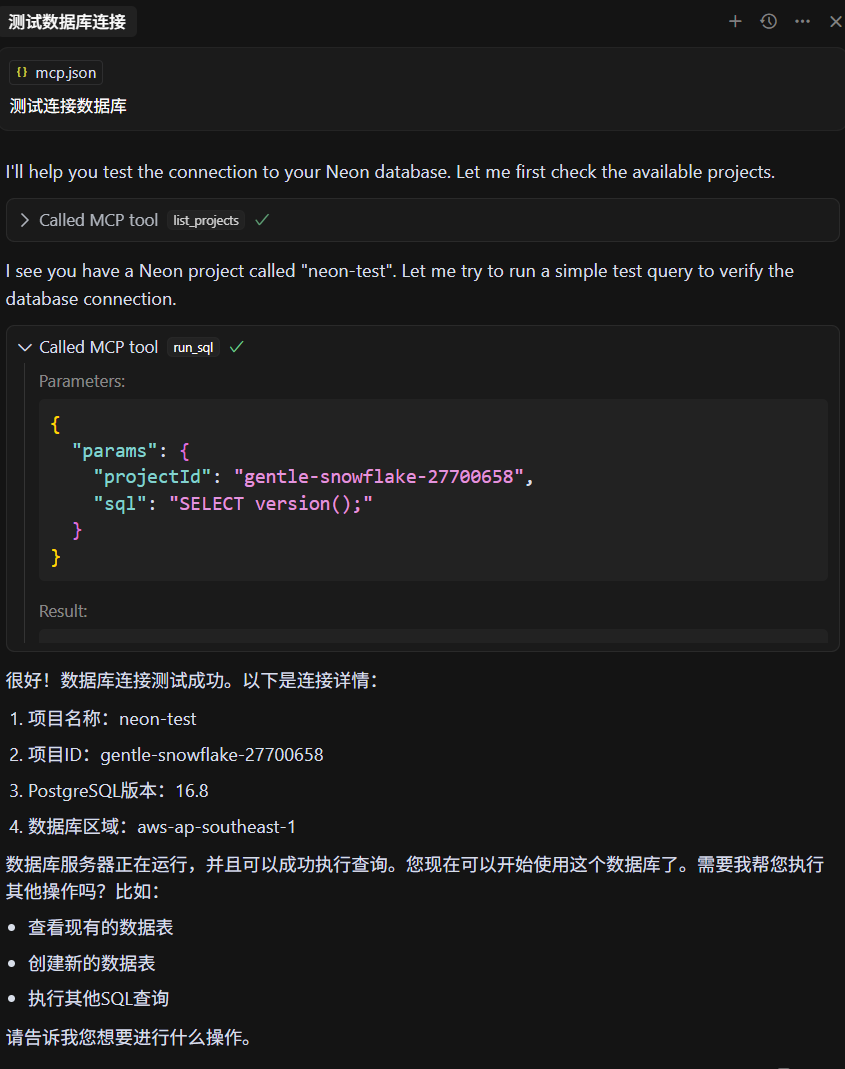 测试数据库连接
{} mcp.json
测试连接数据库
I'll help you test the connection to your Neon database. Let me first check the available projects.
Called MCP tool list_projects
I see you have a Neon project called "neon-test". Let me try to run a simple test query to verify the
database connection.
Called MCP tool run_sql
Parameters:
{
"params": {
"projectId": "gentle-snowflake-27700658",
"sql": "SELECT version();"
}
}
Result:
很好！数据库连接测试成功。以下是连接详情：
1. 项目名称：neon-test
2. 项目ID：gentle-snowflake-27700658
3. PostgreSQL版本：16.8
4. 数据库区域：aws-ap-southeast-1
数据库服务器正在运行，并且可以成功执行查询。您现在可以开始使用这个数据库了。需要我帮您执行
其他操作吗？比如：
• 查看现有的数据表
• 创建新的数据表
• 执行其他SQL查询
请告诉我您想要进行什么操作。